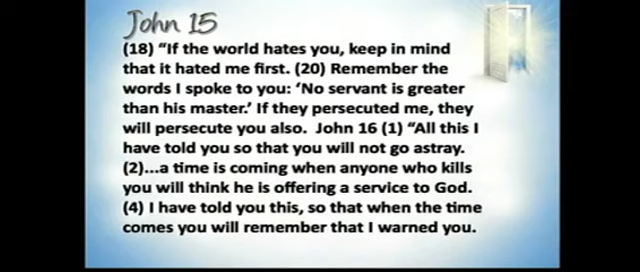 John 15
(18) “If the world hates you, keep in mind
that it hated me first. (20) Remember the
words I spoke to you: ‘No servant is greater
than his master.’ If they persecuted me, they
will persecute you also.  John 16 (1) “All this I
have told you so that you will not go astray.
(2)...a time is coming when anyone who kills
you will think he is offering a service to God.
(4) I have told you this, so that when the time
comes you will remember that I warned you.